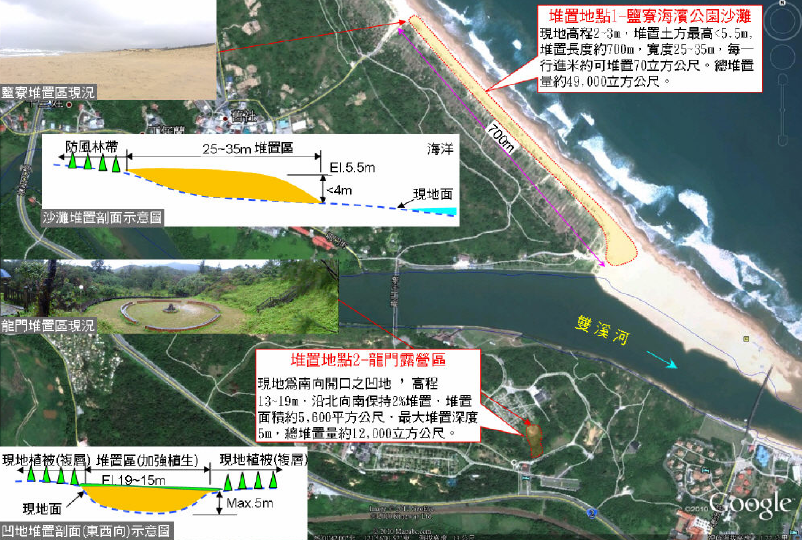 堆置地點1-鹽寮海濱公園沙灘
現地高程2~3m，堆置土方最高<5.5m，
堆置長度約700m，寬度25~35m，每一
行進米約可堆置70立方公尺。總堆置
量約49,000立方公尺。
鹽寮堆置區現況
舊社
700m
防風林帶
25~35m 堆置區
海洋
El.5.5m
<4m
現地面
沙灘堆置剖面示意圖
龍門堆置區現況
雙溪河
堆置地點2-龍門露營區
現地為南向開口之凹地，高程
13~19m，沿北向南保持2%堆置，堆置
面積約5,600平方公尺，最大堆置深度
5m，總堆置量約12,000立方公尺。
現地植被(複層)
堆置區(加強植生)
現地植被(複層)
El.19~15m
現地面
Max.5m
凹地堆置剖面(東西向)示意圖
©2010 Google